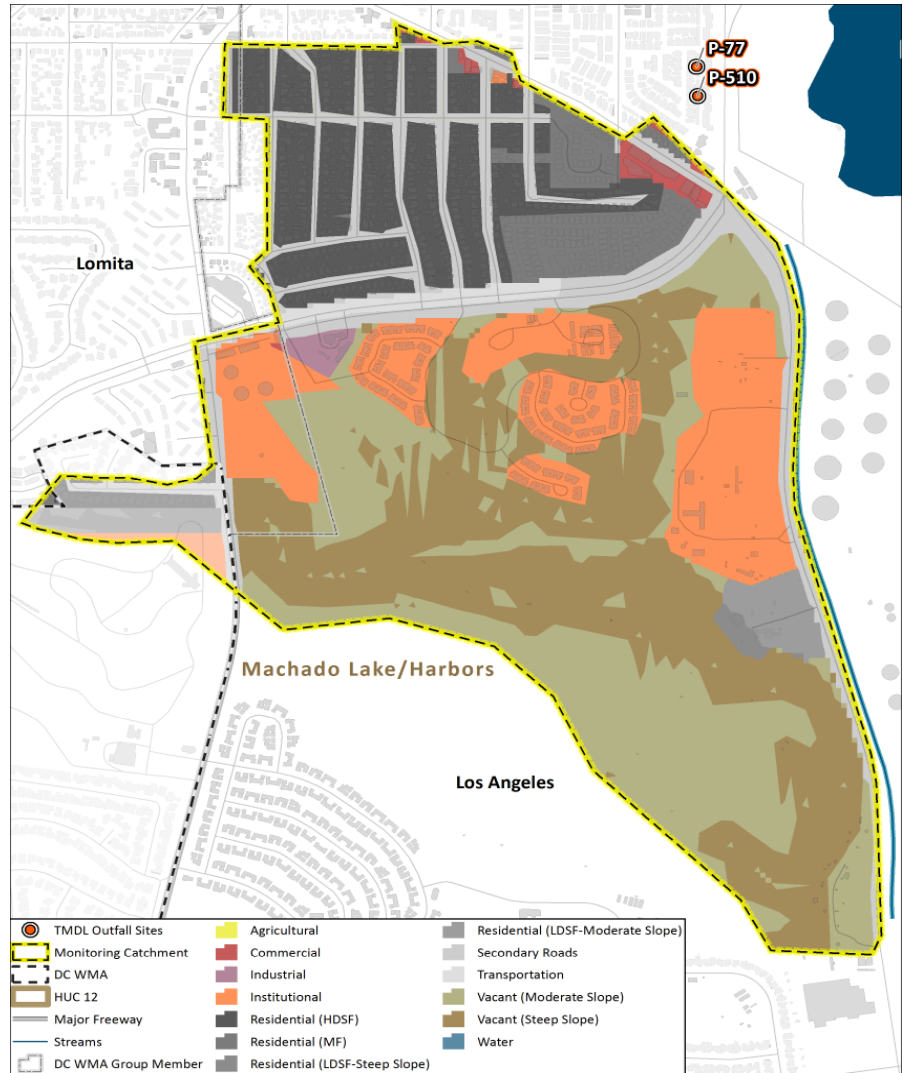 P-77
P-510
Lomita
Machado Lake/Harbors
Los Angeles
TMDL Outfall Sites
Monitoring Catchment
DC WMA
HUC 12
Major Freeway
Streams
DC WMA Group Member
Agricultural
Commercial
Industrial
Institutional
Residential (HDSF)
Residential (MF)
Residential (LDSF-Steep Slope)
Residential (LDSF-Moderate Slope)
Secondary Roads
Transportation
Vacant (Moderate Slope)
Vacant (Steep Slope)
Water